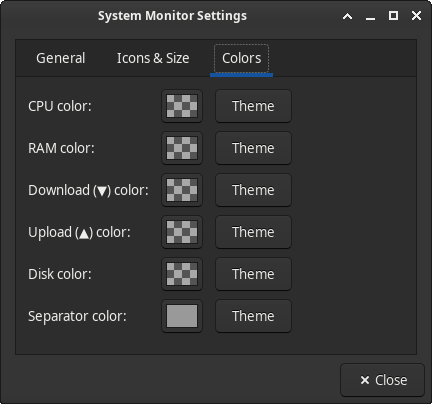 System Monitor Settings
General Icons & Size Colors
CPU color: Theme
RAM color: Theme
Download (▼) color: Theme
Upload (▲) color: Theme
Disk color: Theme
Separator color: Theme
Close